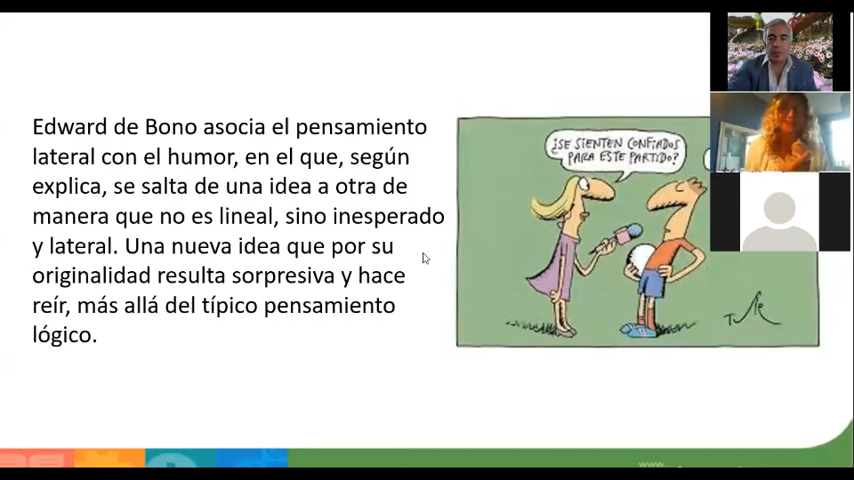 Edward de Bono asocia el pensamiento
lateral con el humor, en el que, según
explica, se salta de una idea a otra de
manera que no es lineal, sino inesperado
y lateral. Una nueva idea que por su
originalidad resulta sorpresiva y hace
reír, más allá del típico pensamiento
lógico.
¿SE SIENTEN CONFIADOS
PARA ESTE PARTIDO?
www.